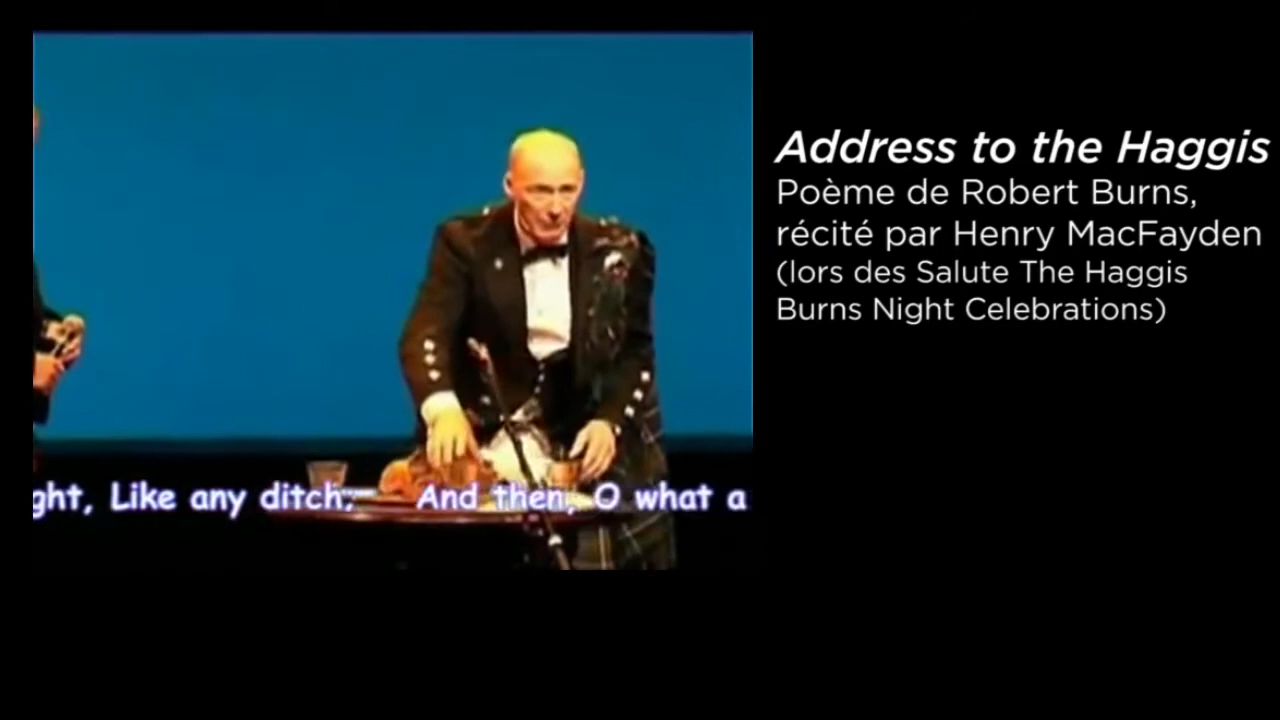 Address to the Haggis
Poème de Robert Burns,
récité par Henry MacFayden
(lors des Salute The Haggis
Burns Night Celebrations)
ght, Like any ditch; And then, O what a